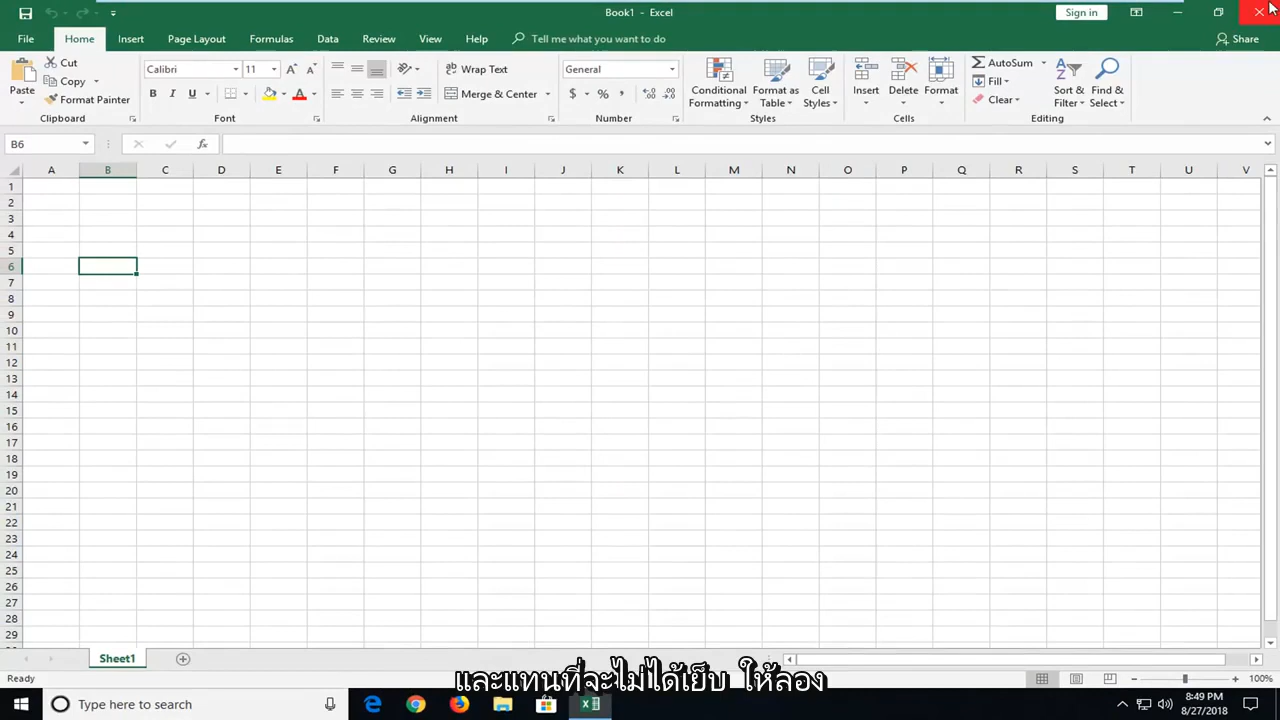 Book1 - Excel
Sign in
File Home Insert Page Layout Formulas Data Review View Help Tell me what you want to do Share
Paste
Cut
Copy
Format Painter
Clipboard
Calibri 11
B I U A
Font
Wrap Text
Merge & Center
Alignment
General
$ % ,
Number
Conditional Formatting
Format as Table
Cell Styles
Styles
Insert Delete Format
Cells
AutoSum
Fill
Clear
Sort & Filter
Find & Select
Editing
B6 fx
A B C D E F G H I J K L M N O P Q R S T U V
1
2
3
4
5
6
7
8
9
10
11
12
13
14
15
16
17
18
19
20
21
22
23
24
25
26
27
28
29
Sheet1
Ready
100%
และแทนที่จะไม่ได้เย็บ ให้ลอง
Type here to search
8:49 PM
8/27/2018